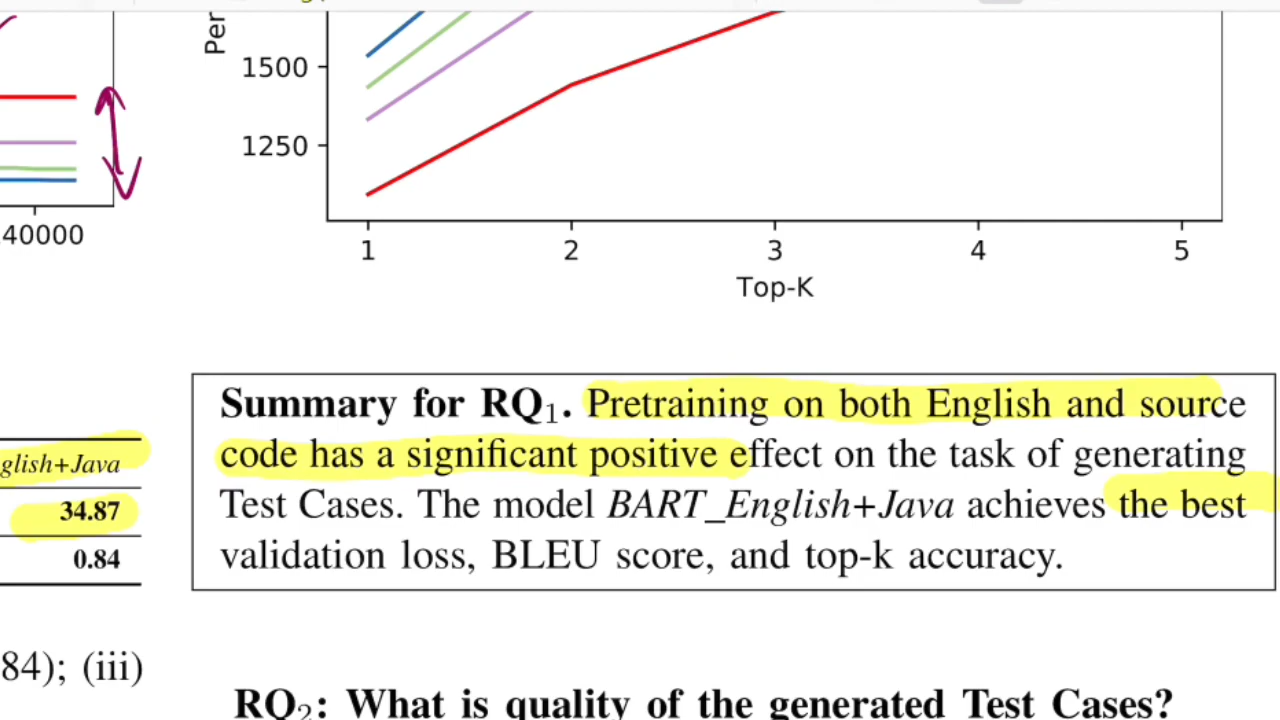 Per
1500
1250
40000
1 2 3 4 5
Top-K
glish+Java
34.87
0.84
84); (iii)
Summary for RQ1. Pretraining on both English and source
code has a significant positive effect on the task of generating
Test Cases. The model BART_English+Java achieves the best
validation loss, BLEU score, and top-k accuracy.
RQ2: What is quality of the generated Test Cases?